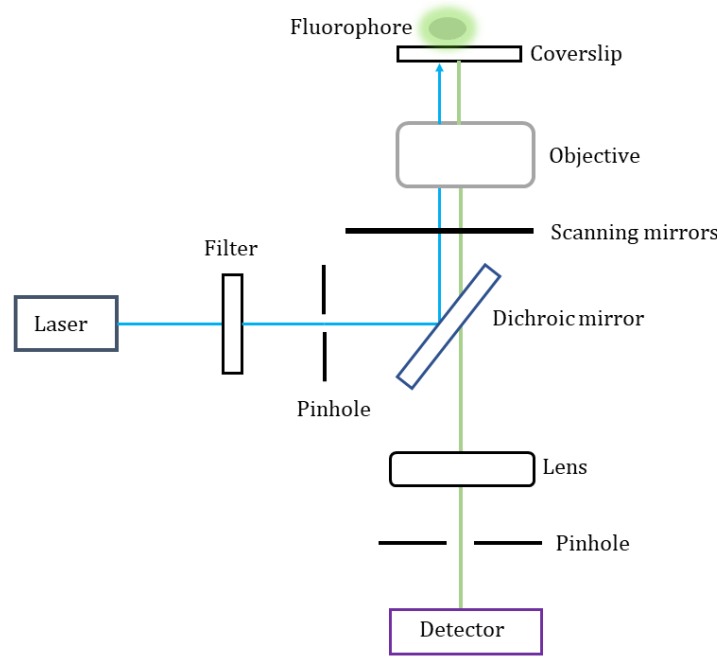 Fluorophore
Coverslip
Objective
Scanning mirrors
Filter
Laser
Dichroic mirror
Pinhole
Lens
Pinhole
Detector